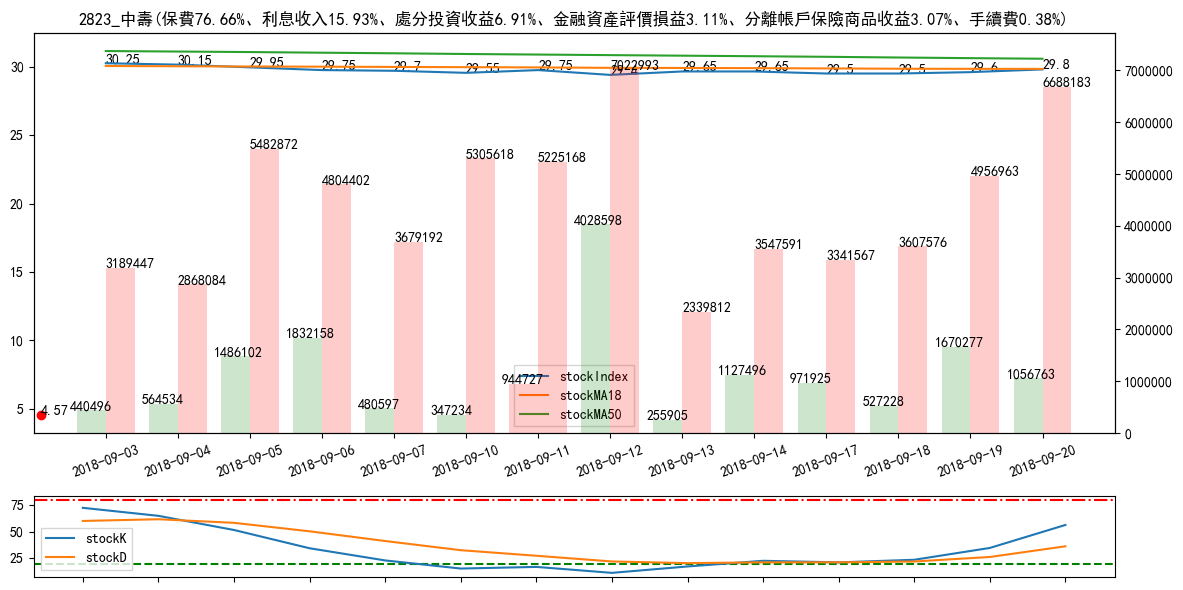 2823_中壽(保費76.66%、利息收入15.93%、處分投資收益6.91%、金融資產評價損益3.11%、分離帳戶保險商品收益3.07%、手續費0.38%)
30.25 30.15 29.95 29.75 29.7 29.55 29.75 29.4 29.65 29.65 29.5 29.5 29.6 29.8
30
25
20
15
10
5
7000000
6000000
5000000
4000000
3000000
2000000
1000000
0
3189447 2868084 5482872 4804402 3679192 5305618 5225168 7022993 2339812 3547591 3341567 3607576 4956963 6688183
440496 564534 1486102 1832158 480597 347234 944727 4028598 255905 1127496 971925 527228 1670277 1056763
4.57
stockIndex
stockMA18
stockMA50
2018-09-03 2018-09-04 2018-09-05 2018-09-06 2018-09-07 2018-09-10 2018-09-11 2018-09-12 2018-09-13 2018-09-14 2018-09-17 2018-09-18 2018-09-19 2018-09-20
75
50
25
stockK
stockD